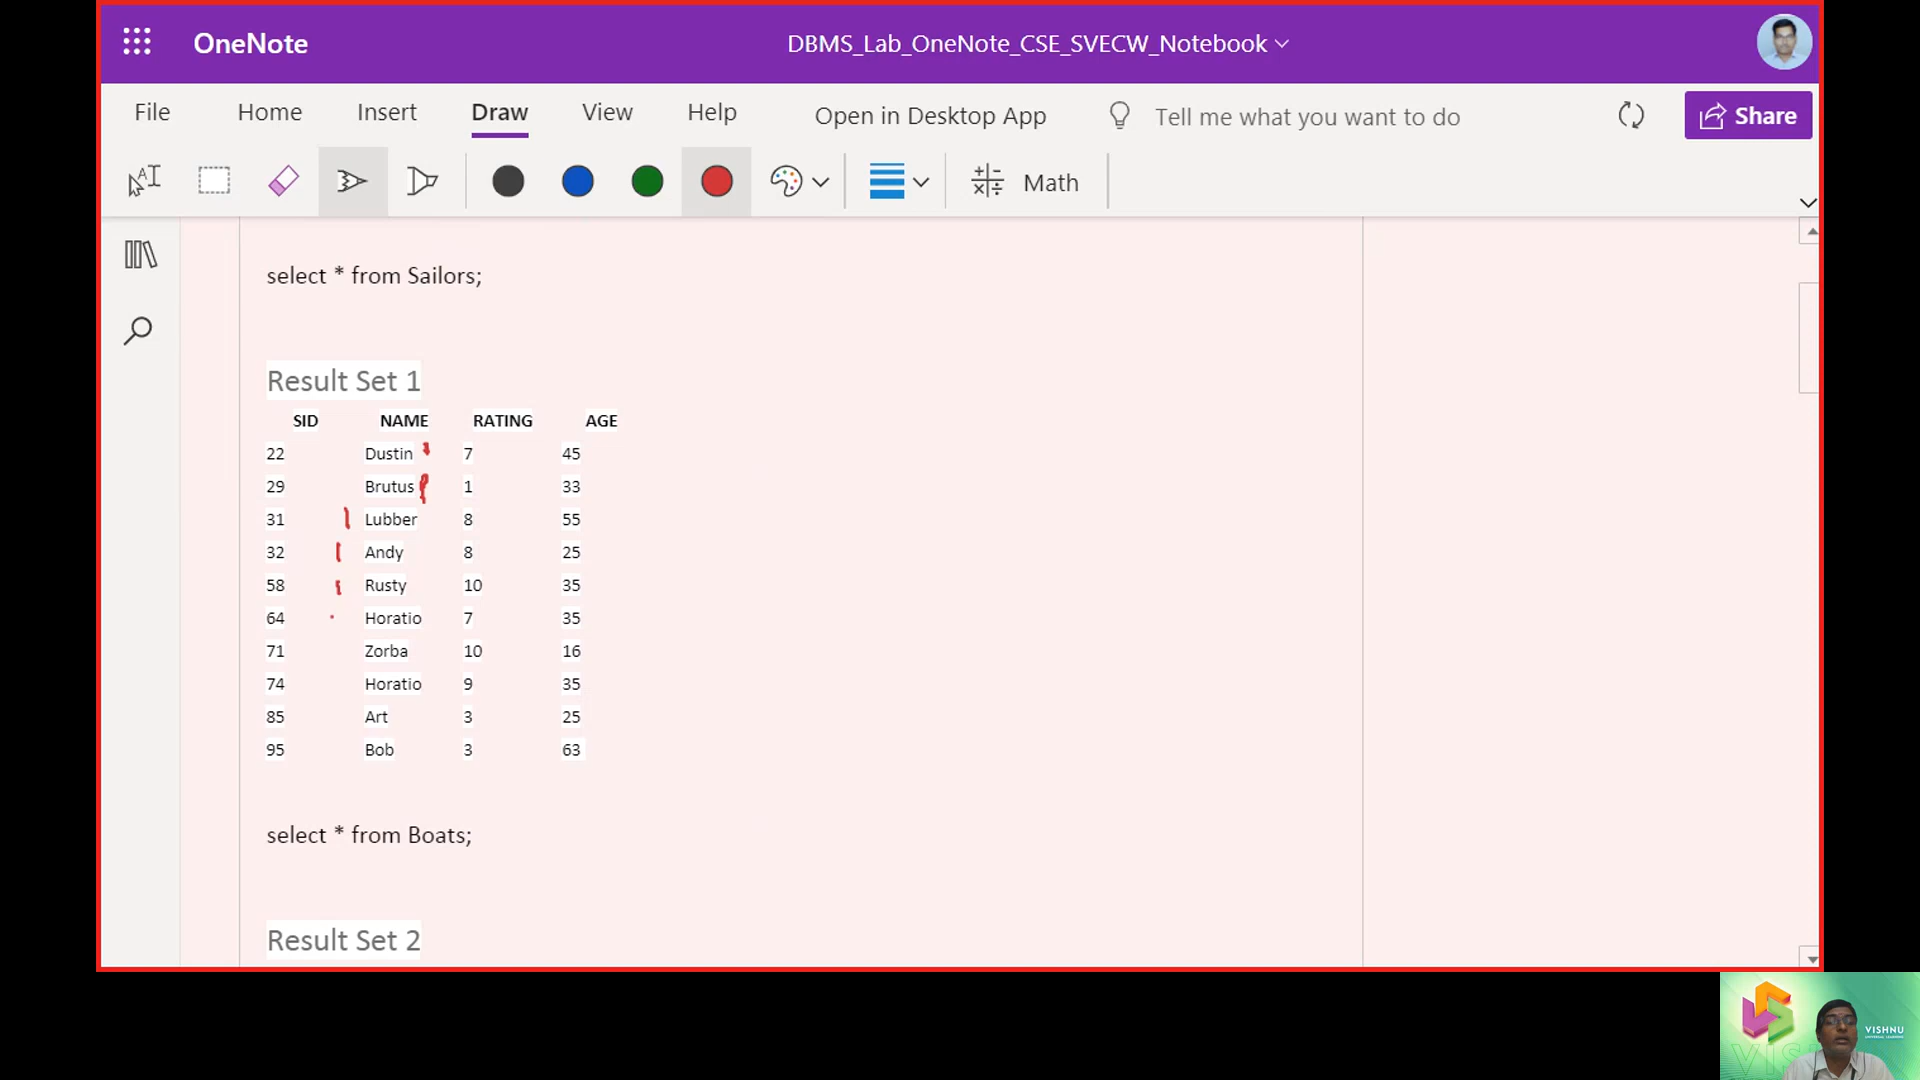 OneNote
DBMS_Lab_OneNote_CSE_SVECW_Notebook
File Home Insert Draw View Help Open in Desktop App Tell me what you want to do Share
Math
select * from Sailors;
Result Set 1
SID NAME RATING AGE
22 Dustin 7 45
29 Brutus 1 33
31 Lubber 8 55
32 Andy 8 25
58 Rusty 10 35
64 Horatio 7 35
71 Zorba 10 16
74 Horatio 9 35
85 Art 3 25
95 Bob 3 63
select * from Boats;
Result Set 2
VISHNU